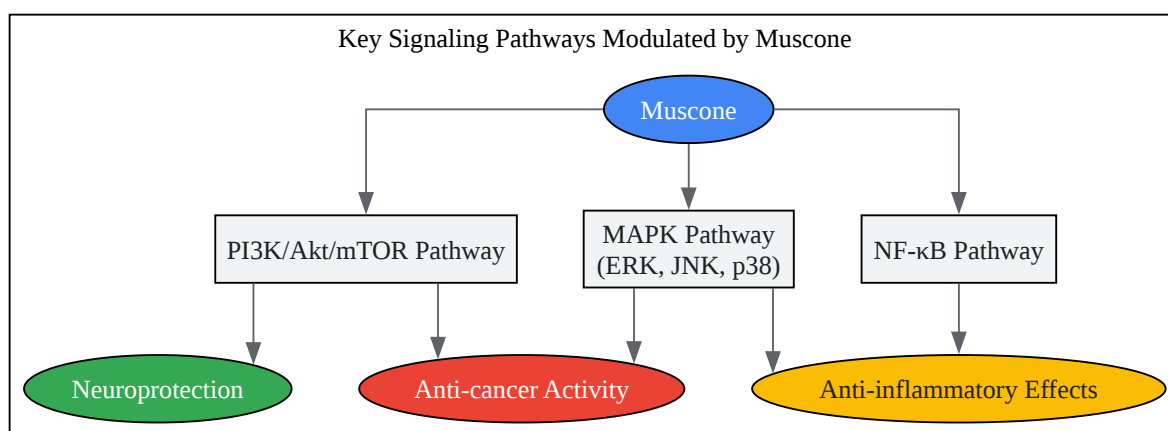 Key Signaling Pathways Modulated by Muscone
Muscone
PI3K/Akt/mTOR Pathway
MAPK Pathway
(ERK, JNK, p38)
NF-κB Pathway
Neuroprotection
Anti-cancer Activity
Anti-inflammatory Effects